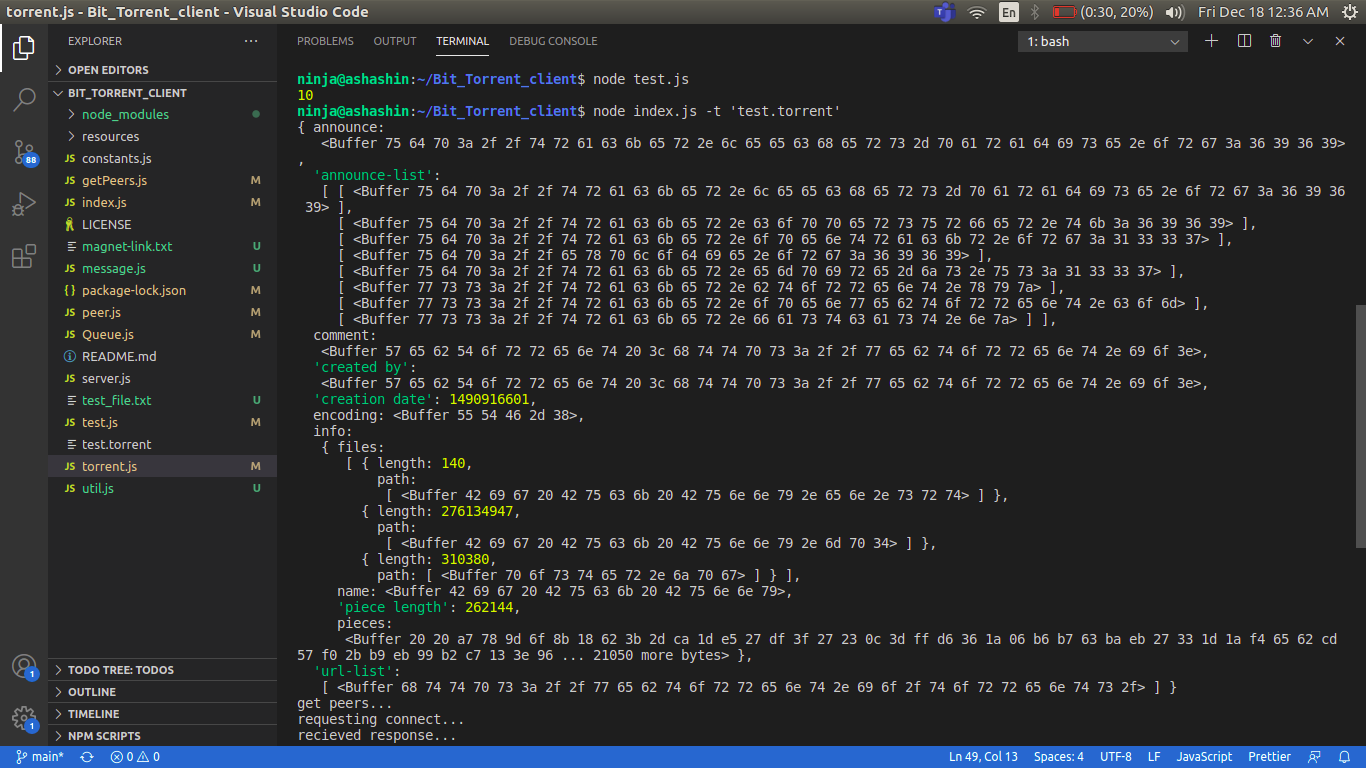 torrent.js - Bit_Torrent_client - Visual Studio Code
En
(0:30, 20%)
Fri Dec 18 12:36 AM
EXPLORER
OPEN EDITORS
BIT_TORRENT_CLIENT
node_modules
resources
JS constants.js
JS getPeers.js M
JS index.js M
LICENSE
magnet-link.txt U
JS message.js U
{} package-lock.json M
JS peer.js M
JS Queue.js M
README.md
JS server.js
test_file.txt U
JS test.js M
test.torrent
JS torrent.js M
JS util.js U
TODO TREE: TODOS
OUTLINE
TIMELINE
NPM SCRIPTS
88
1
1
PROBLEMS OUTPUT TERMINAL DEBUG CONSOLE
1: bash
ninja@ashashin:~/Bit_Torrent_client$ node test.js
10
ninja@ashashin:~/Bit_Torrent_client$ node index.js -t 'test.torrent'
{ announce:
<Buffer 75 64 70 3a 2f 2f 74 72 61 63 6b 65 72 2e 6c 65 65 63 68 65 72 73 2d 70 61 72 61 64 69 73 65 2e 6f 72 67 3a 36 39 36 39>
,
'announce-list':
[ [ <Buffer 75 64 70 3a 2f 2f 74 72 61 63 6b 65 72 2e 6c 65 65 63 68 65 72 73 2d 70 61 72 61 64 69 73 65 2e 6f 72 67 3a 36 39 36
39> ],
[ <Buffer 75 64 70 3a 2f 2f 74 72 61 63 6b 65 72 2e 63 6f 70 70 65 72 73 75 72 66 65 72 2e 74 6b 3a 36 39 36 39> ],
[ <Buffer 75 64 70 3a 2f 2f 74 72 61 63 6b 65 72 2e 6f 70 65 6e 74 72 61 63 6b 72 2e 6f 72 67 3a 31 33 33 37> ],
[ <Buffer 75 64 70 3a 2f 2f 65 78 70 6c 6f 64 69 65 2e 6f 72 67 3a 36 39 36 39> ],
[ <Buffer 75 64 70 3a 2f 2f 74 72 61 63 6b 65 72 2e 65 6d 70 69 72 65 2d 6a 73 2e 75 73 3a 31 33 33 37> ],
[ <Buffer 77 73 73 3a 2f 2f 74 72 61 63 6b 65 72 2e 62 74 6f 72 72 65 6e 74 2e 78 79 7a> ],
[ <Buffer 77 73 73 3a 2f 2f 74 72 61 63 6b 65 72 2e 6f 70 65 6e 77 65 62 74 6f 72 72 65 6e 74 2e 63 6f 6d> ],
[ <Buffer 77 73 73 3a 2f 2f 74 72 61 63 6b 65 72 2e 66 61 73 74 63 61 73 74 2e 6e 7a> ] ],
comment:
<Buffer 57 65 62 54 6f 72 72 65 6e 74 20 3c 68 74 74 70 73 3a 2f 2f 77 65 62 74 6f 72 72 65 6e 74 2e 69 6f 3e>,
'created by':
<Buffer 57 65 62 54 6f 72 72 65 6e 74 20 3c 68 74 74 70 73 3a 2f 2f 77 65 62 74 6f 72 72 65 6e 74 2e 69 6f 3e>,
'creation date': 1490916601,
encoding: <Buffer 55 54 46 2d 38>,
info:
{ files:
[ { length: 140,
path:
[ <Buffer 42 69 67 20 42 75 63 6b 20 42 75 6e 6e 79 2e 65 6e 2e 73 72 74> ] },
{ length: 276134947,
path:
[ <Buffer 42 69 67 20 42 75 63 6b 20 42 75 6e 6e 79 2e 6d 70 34> ] },
{ length: 310380,
path: [ <Buffer 70 6f 73 74 65 72 2e 6a 70 67> ] } ],
name: <Buffer 42 69 67 20 42 75 63 6b 20 42 75 6e 6e 79>,
'piece length': 262144,
pieces:
<Buffer 20 20 a7 78 9d 6f 8b 18 62 3b 2d ca 1d e5 27 df 3f 27 23 0c 3d ff d6 36 1a 06 b6 b7 63 ba eb 27 33 1d 1a f4 65 62 cd
57 f0 2b b9 eb 99 b2 c7 13 3e 96 ... 21050 more bytes> },
'url-list':
[ <Buffer 68 74 74 70 73 3a 2f 2f 77 65 62 74 6f 72 72 65 6e 74 2e 69 6f 2f 74 6f 72 72 65 6e 74 73 2f> ] }
get peers...
requesting connect...
recieved response...
main*
0 0
Ln 49, Col 13 Spaces: 4 UTF-8 LF JavaScript Prettier